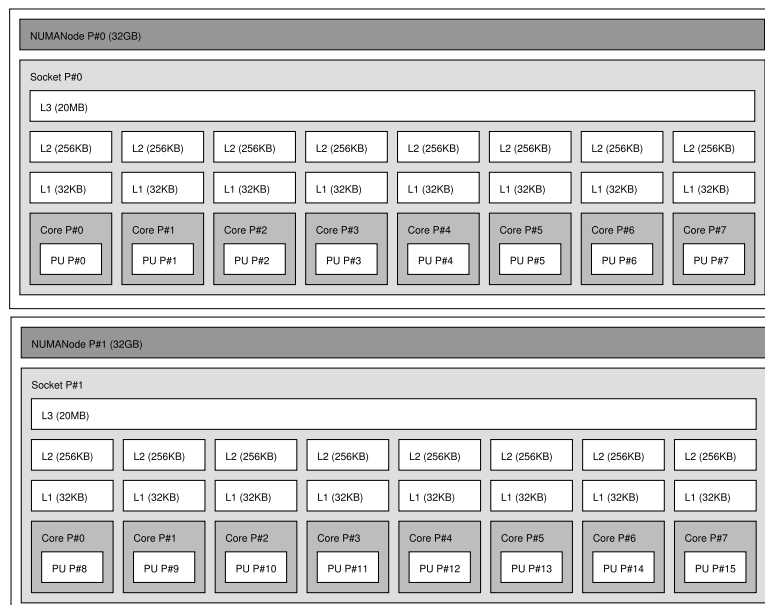 NUMANode P#0 (32GB)
Socket P#0
L3 (20MB)
L2 (256KB) L2 (256KB) L2 (256KB) L2 (256KB) L2 (256KB) L2 (256KB) L2 (256KB) L2 (256KB)
L1 (32KB) L1 (32KB) L1 (32KB) L1 (32KB) L1 (32KB) L1 (32KB) L1 (32KB) L1 (32KB)
Core P#0 Core P#1 Core P#2 Core P#3 Core P#4 Core P#5 Core P#6 Core P#7
PU P#0 PU P#1 PU P#2 PU P#3 PU P#4 PU P#5 PU P#6 PU P#7
NUMANode P#1 (32GB)
Socket P#1
L3 (20MB)
L2 (256KB) L2 (256KB) L2 (256KB) L2 (256KB) L2 (256KB) L2 (256KB) L2 (256KB) L2 (256KB)
L1 (32KB) L1 (32KB) L1 (32KB) L1 (32KB) L1 (32KB) L1 (32KB) L1 (32KB) L1 (32KB)
Core P#0 Core P#1 Core P#2 Core P#3 Core P#4 Core P#5 Core P#6 Core P#7
PU P#8 PU P#9 PU P#10 PU P#11 PU P#12 PU P#13 PU P#14 PU P#15